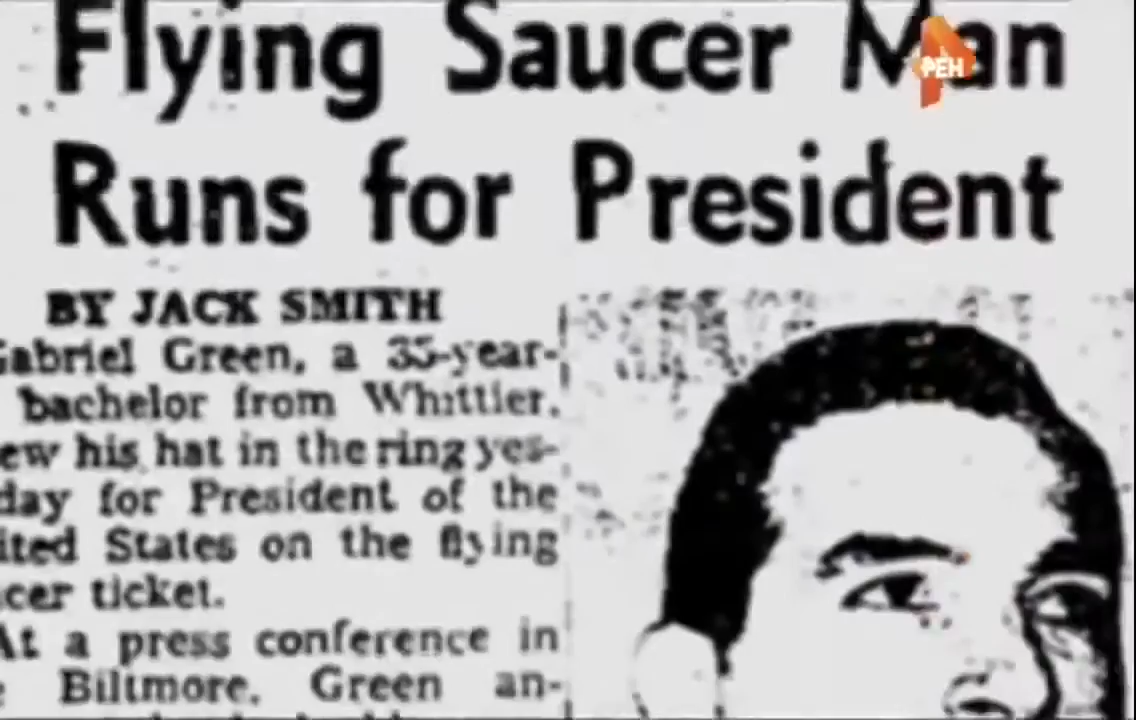 Flying Saucer Man
РЕН
Runs for President
BY JACK SMITH
Gabriel Green, a 35-year-
bachelor from Whittier,
ew his hat in the ring yes-
day for President of the
ited States on the flying
cer ticket.
At a press conference in
e Biltmore, Green an-